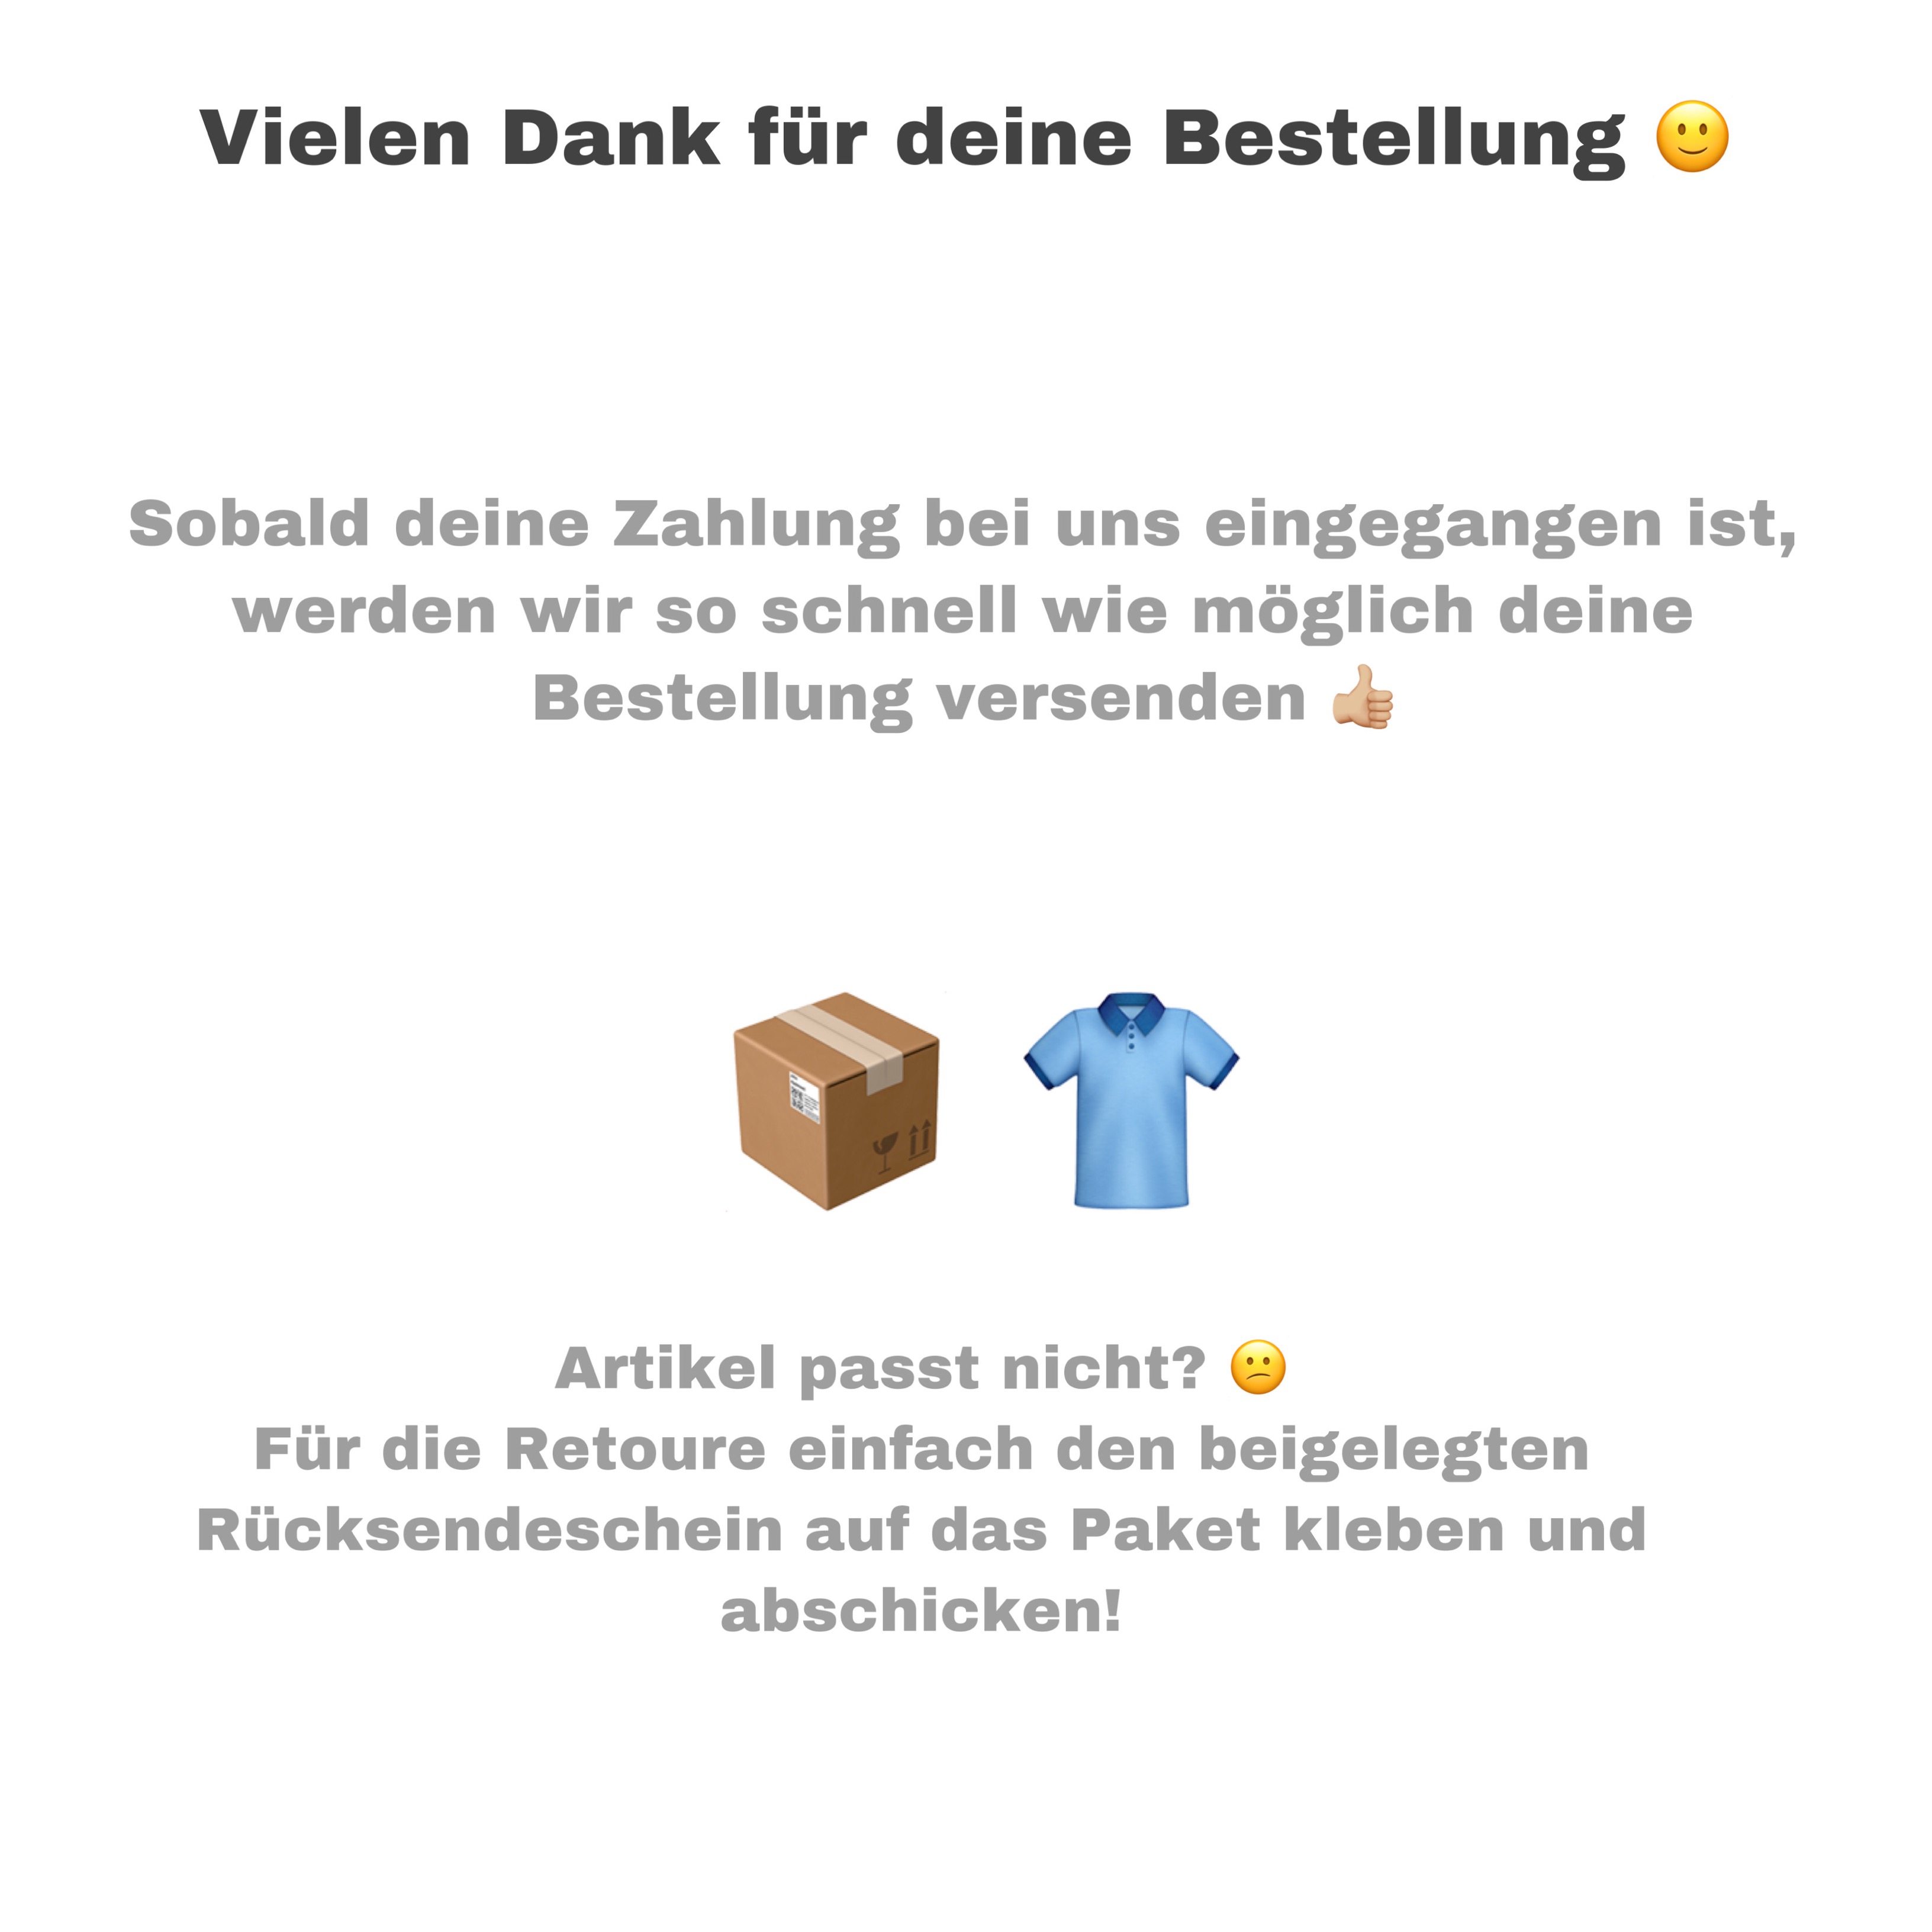 Vielen Dank für deine Bestellung 🙂
Sobald deine Zahlung bei uns eingegangen ist,
werden wir so schnell wie möglich deine
Bestellung versenden 👍🏼
Artikel passt nicht? 😕
Für die Retoure einfach den beigelegten
Rücksendeschein auf das Paket kleben und
abschicken!